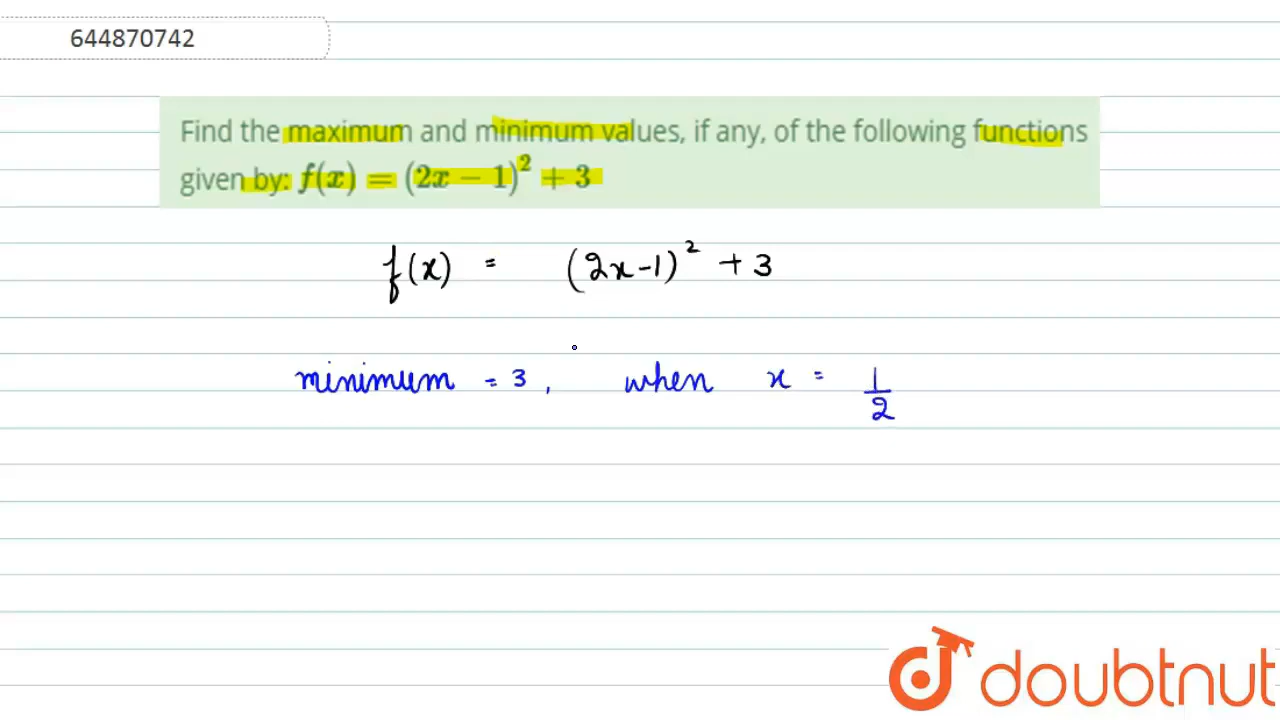 644870742
Find the maximum and minimum values, if any, of the following functions
given by: f(x) = (2x − 1)² + 3
f(x) = (2x-1)² + 3
minimum = 3, when x = 1/2
doubtnut